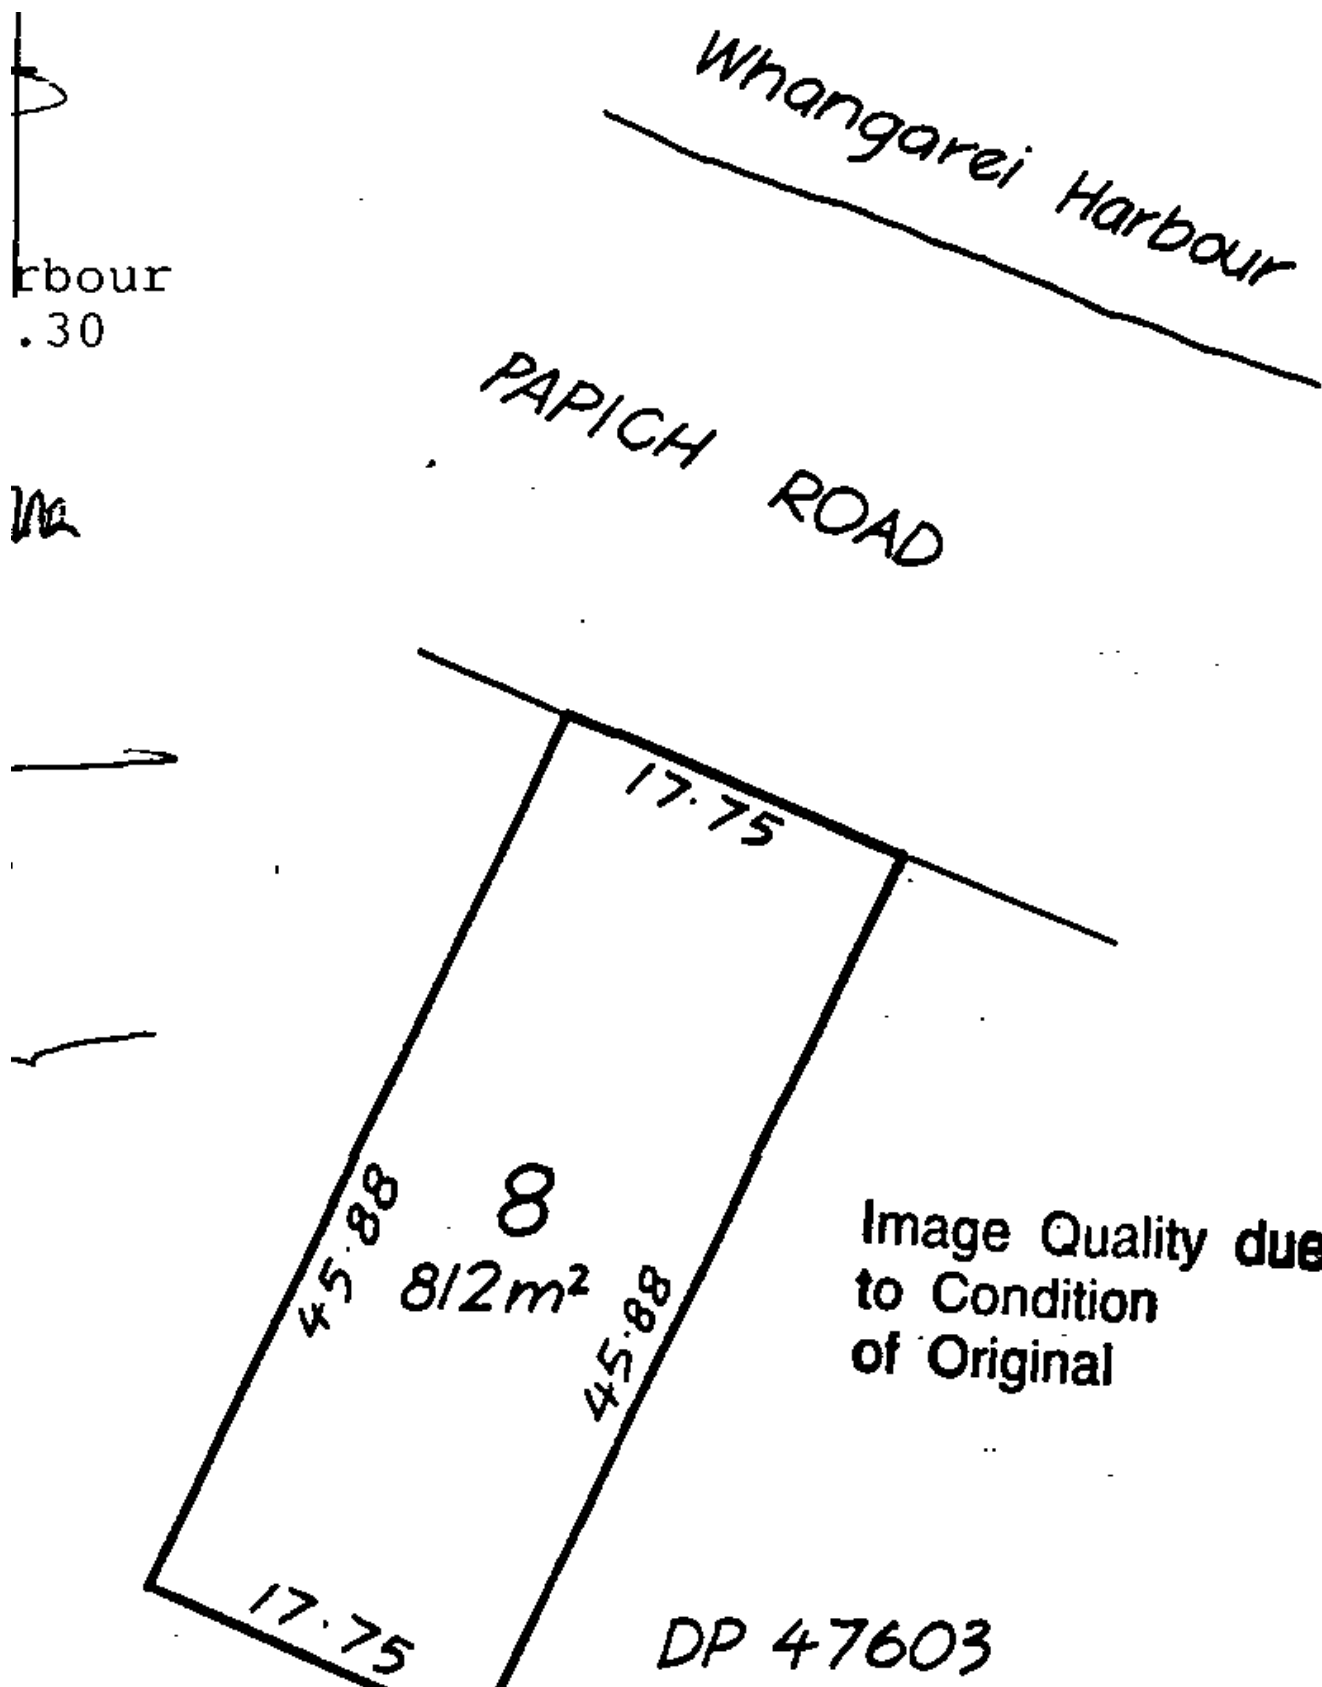 Whangarei Harbour
rbour
.30
PAPICH ROAD
17.75
45.88
8
812m²
45.88
Image Quality due
to Condition
of Original
17.75
DP 47603